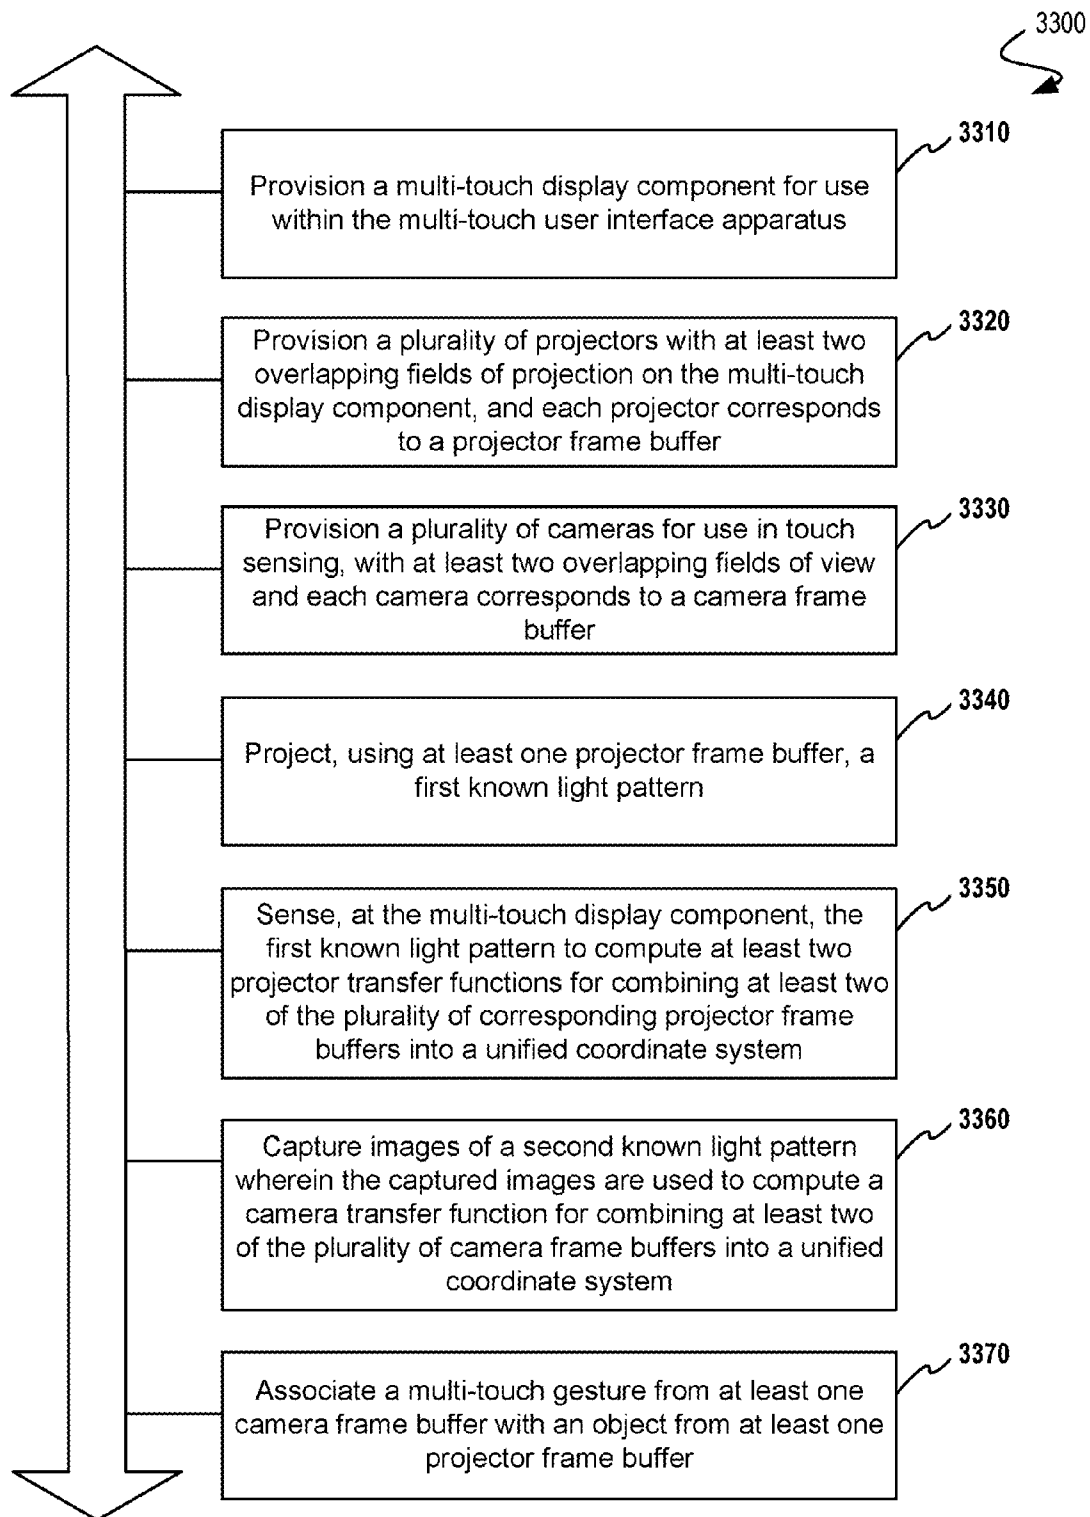 3300
3310
Provision a multi-touch display component for use
within the multi-touch user interface apparatus
3320
Provision a plurality of projectors with at least two
overlapping fields of projection on the multi-touch
display component, and each projector corresponds
to a projector frame buffer
3330
Provision a plurality of cameras for use in touch
sensing, with at least two overlapping fields of view
and each camera corresponds to a camera frame
buffer
3340
Project, using at least one projector frame buffer, a
first known light pattern
3350
Sense, at the multi-touch display component, the
first known light pattern to compute at least two
projector transfer functions for combining at least two
of the plurality of corresponding projector frame
buffers into a unified coordinate system
3360
Capture images of a second known light pattern
wherein the captured images are used to compute a
camera transfer function for combining at least two
of the plurality of camera frame buffers into a unified
coordinate system
3370
Associate a multi-touch gesture from at least one
camera frame buffer with an object from at least one
projector frame buffer